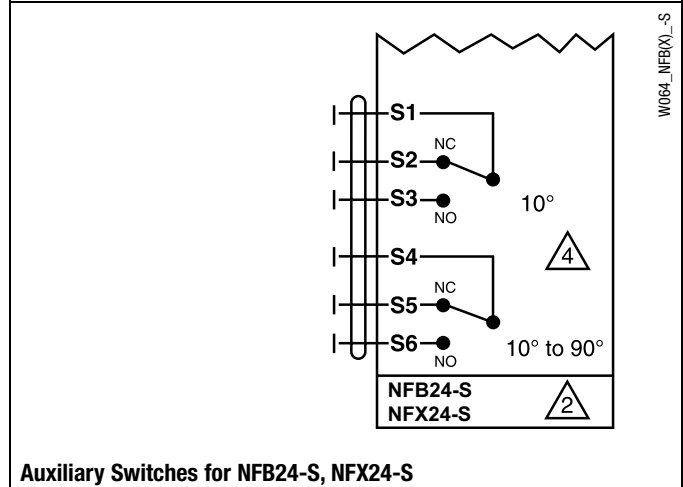 W064_NFB(X)_-S
S1
NC
S2
S3
NO
10°
S4
4
NC
S5
S6
NO
10° to 90°
NFB24-S
NFX24-S
2
Auxiliary Switches for NFB24-S, NFX24-S